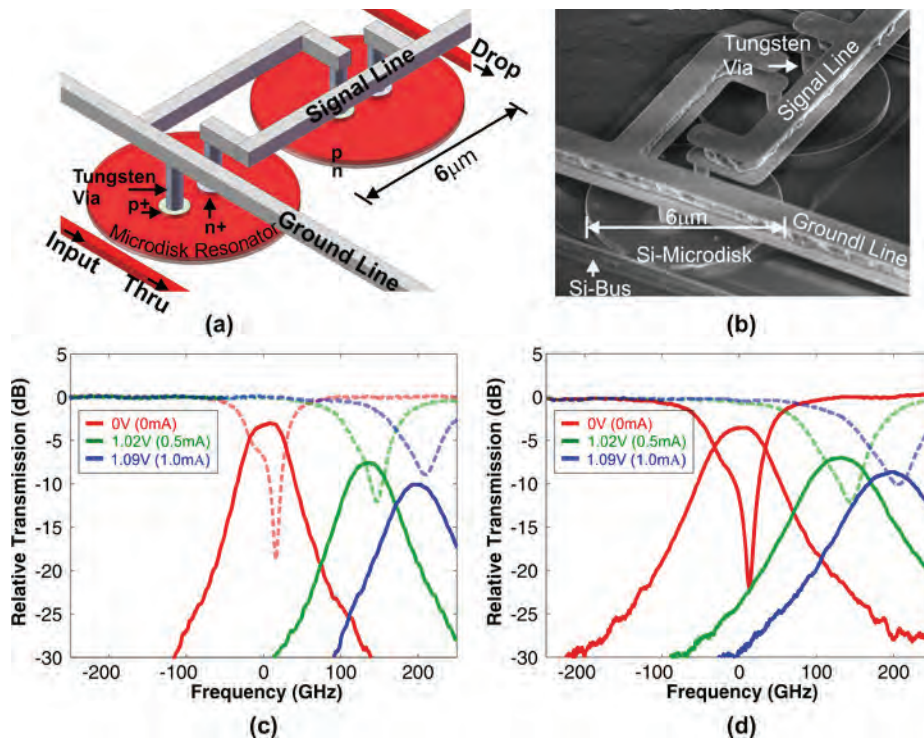 Drop
Signal Line
6μm
p
n
Tungsten
Via
p+
n+
Microdisk Resonator
Ground Line
Input
Thru
(a)
Tungsten
Via
Signal Line
6um
Groundl Line
Si-Microdisk
Si-Bus
(b)
Relative Transmission (dB)
5
0
-5
-10
-15
-20
-25
-30
0V (0mA)
1.02V (0.5mA)
1.09V (1.0mA)
-200
-100
0
100
200
Frequency (GHz)
(c)
Relative Transmission (dB)
5
0
-5
-10
-15
-20
-25
-30
0V (0mA)
1.02V (0.5mA)
1.09V (1.0mA)
-200
-100
0
100
200
Frequency (GHz)
(d)